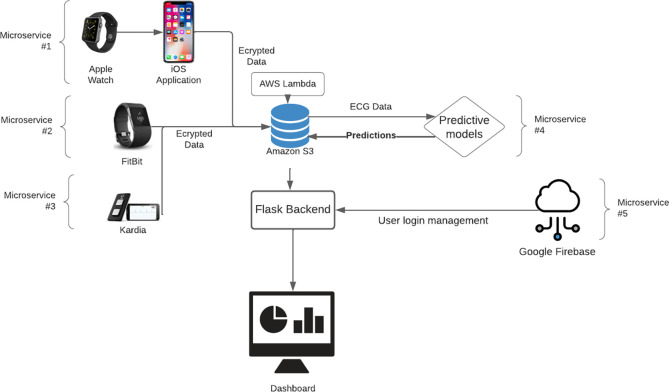 Microservice
#1
Apple
Watch
iOS
Application
Ecrypted
Data
AWS Lambda
Microservice
#2
FitBit
Ecrypted
Data
Amazon S3
ECG Data
Predictions
Predictive
models
Microservice
#4
Microservice
#3
Kardia
Flask Backend
User login management
Google Firebase
Microservice
#5
Dashboard